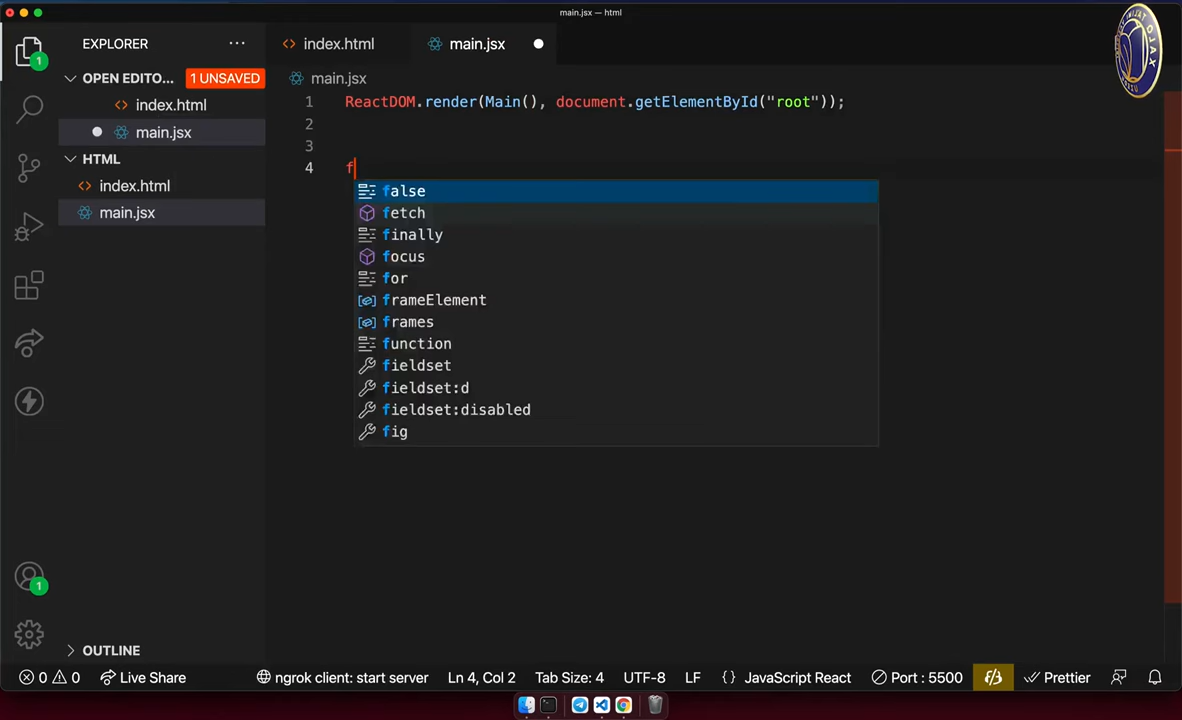 main.jsx — html
EXPLORER
index.html
main.jsx
OPEN EDITO...
1 UNSAVED
index.html
main.jsx
HTML
index.html
main.jsx
OUTLINE
main.jsx
1 ReactDOM.render(Main(), document.getElementById("root"));
2
3
4 f
false
fetch
finally
focus
for
frameElement
frames
function
fieldset
fieldset:d
fieldset:disabled
fig
1
1
0 0 Live Share ngrok client: start server Ln 4, Col 2 Tab Size: 4 UTF-8 LF {} JavaScript React Port : 5500 Prettier